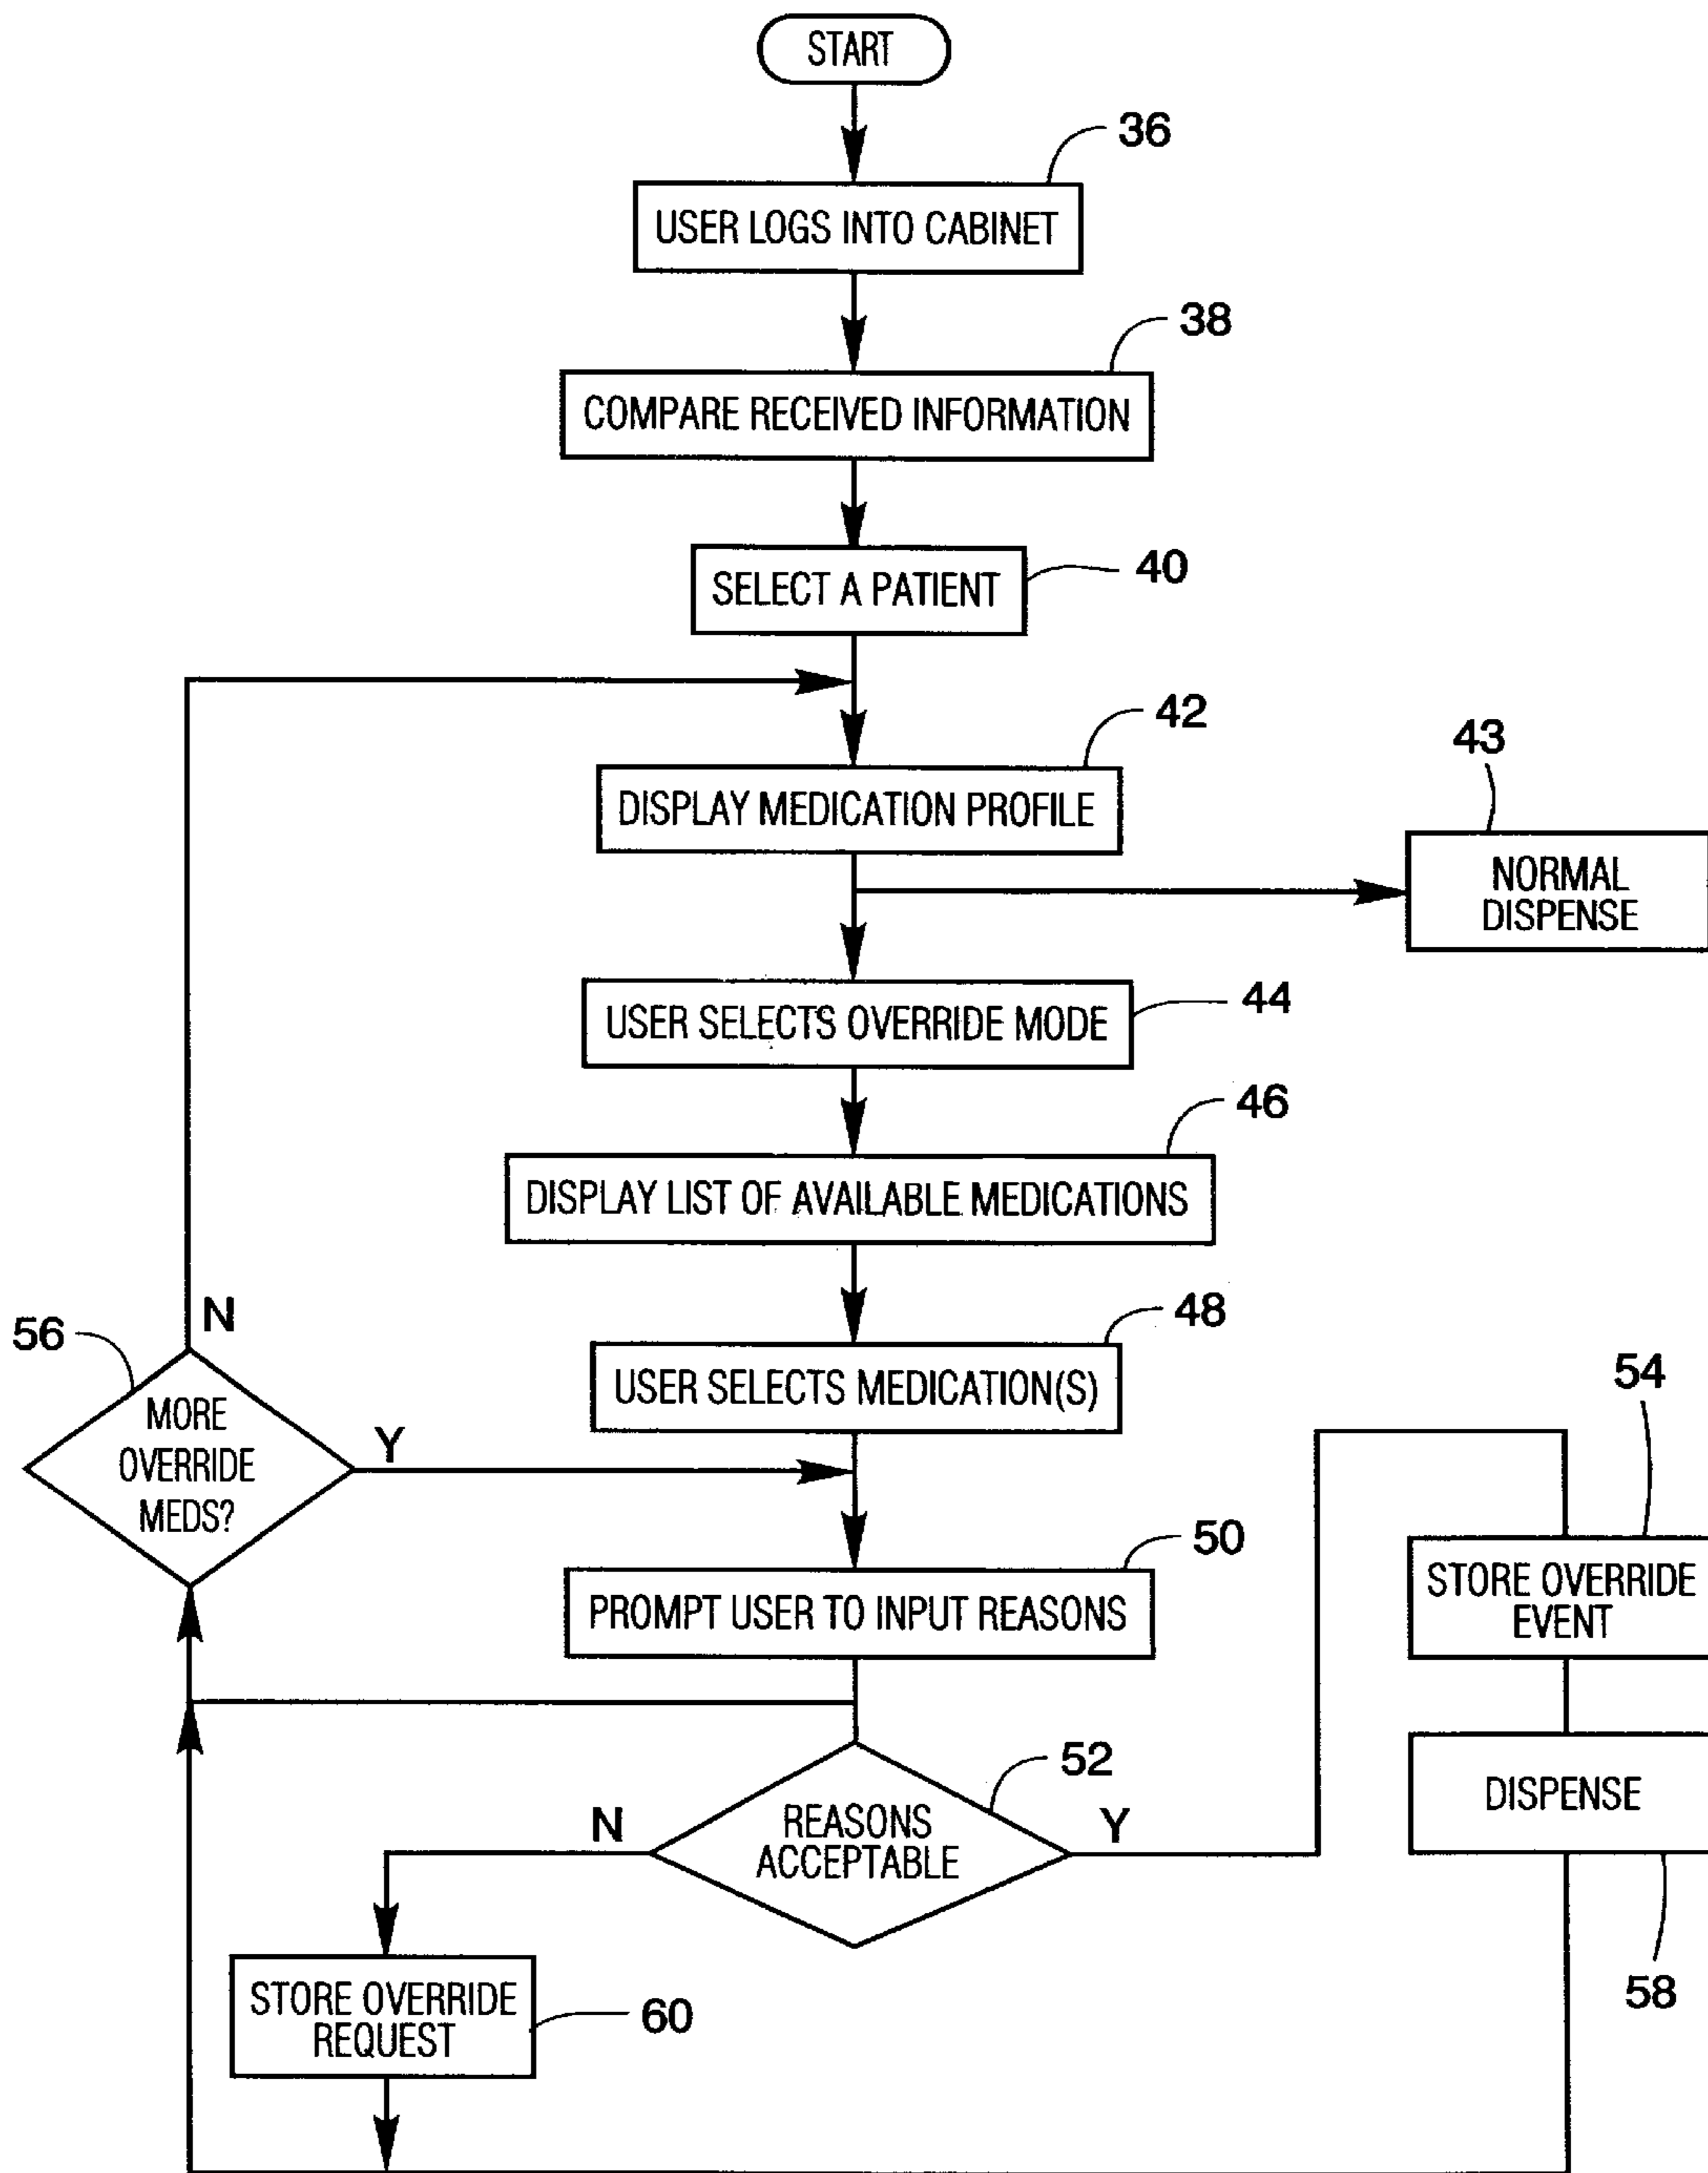 START
36
USER LOGS INTO CABINET
38
COMPARE RECEIVED INFORMATION
SELECT A PATIENT
40
42
DISPLAY MEDICATION PROFILE
43
NORMAL
DISPENSE
USER SELECTS OVERRIDE MODE
44
46
DISPLAY LIST OF AVAILABLE MEDICATIONS
N
56
48
USER SELECTS MEDICATION(S)
MORE
OVERRIDE
MEDS?
Y
54
50
PROMPT USER TO INPUT REASONS
STORE OVERRIDE
EVENT
52
REASONS
ACCEPTABLE
N
Y
DISPENSE
58
STORE OVERRIDE
REQUEST
60